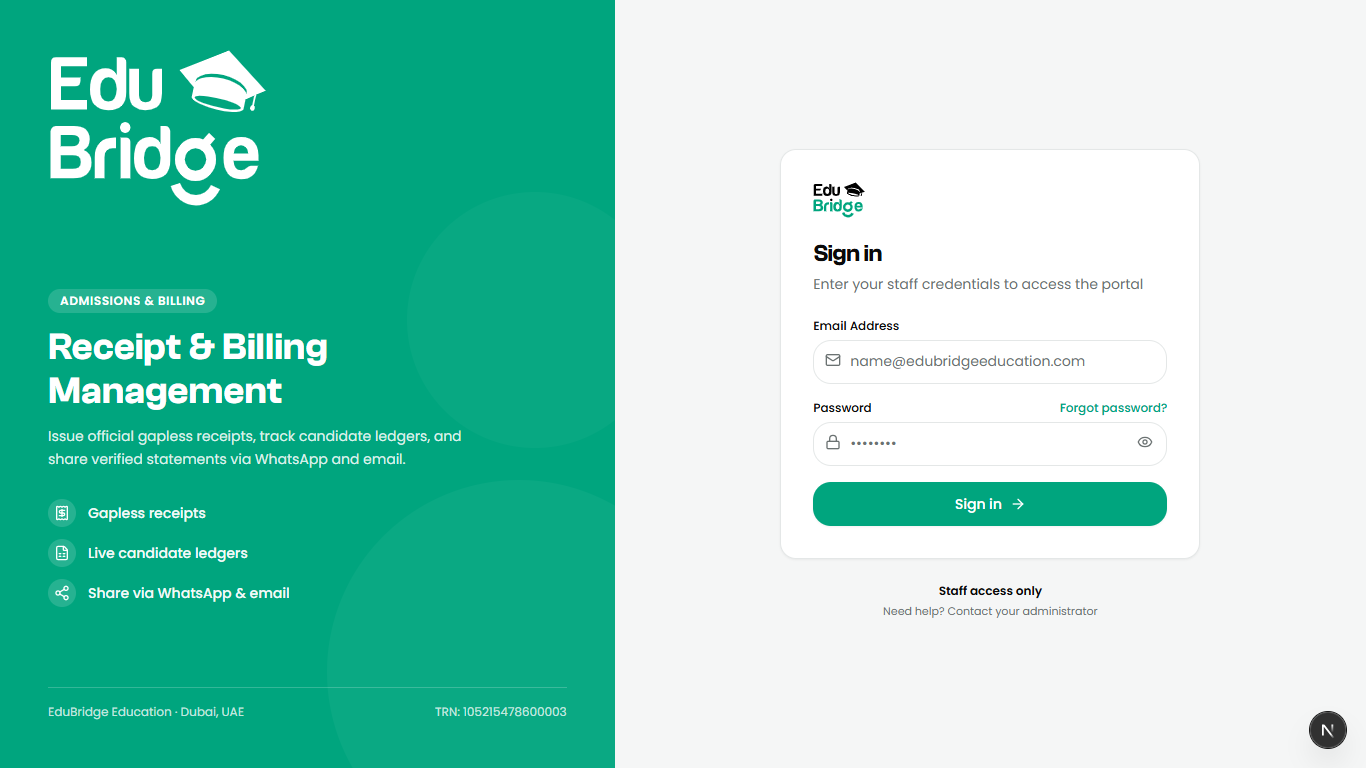 Edu
Bridge
ADMISSIONS & BILLING
Receipt & Billing
Management
Issue official gapless receipts, track candidate ledgers, and
share verified statements via WhatsApp and email.
Gapless receipts
Live candidate ledgers
Share via WhatsApp & email
EduBridge Education · Dubai, UAE
TRN: 105215478600003
Edu
Bridge
Sign in
Enter your staff credentials to access the portal
Email Address
name@edubridgeeducation.com
Password
Forgot password?
••••••••
Sign in →
Staff access only
Need help? Contact your administrator
N